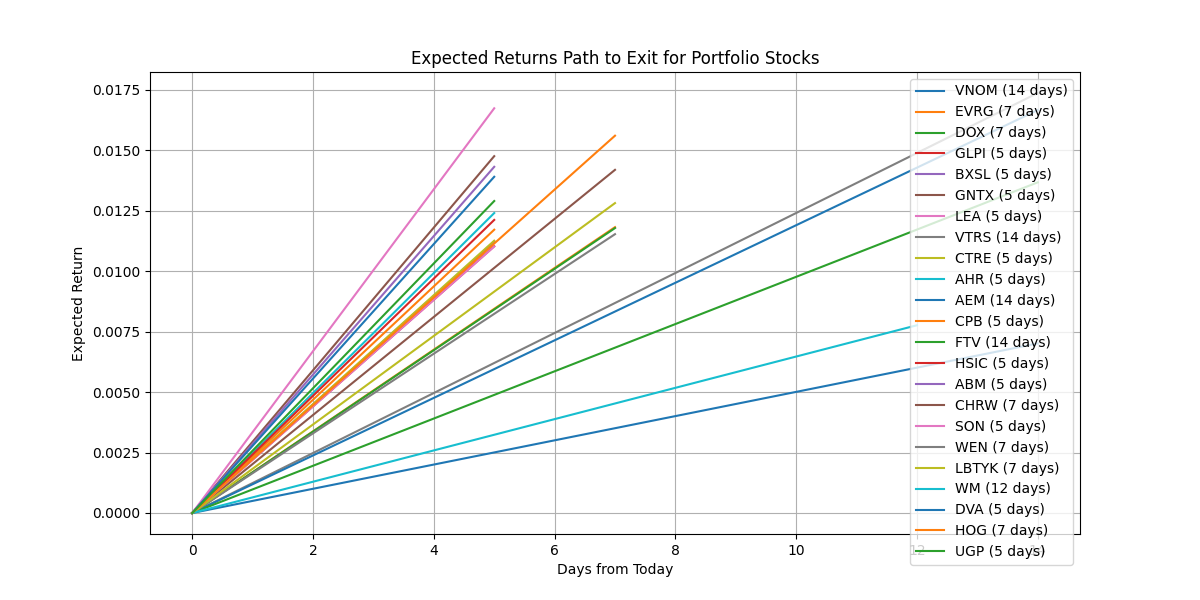 Expected Returns Path to Exit for Portfolio Stocks
Expected Return
0.0175
0.0150
0.0125
0.0100
0.0075
0.0050
0.0025
0.0000
VNOM (14 days)
EVRG (7 days)
DOX (7 days)
GLPI (5 days)
BXSL (5 days)
GNTX (5 days)
LEA (5 days)
VTRS (14 days)
CTRE (5 days)
AHR (5 days)
AEM (14 days)
CPB (5 days)
FTV (14 days)
HSIC (5 days)
ABM (5 days)
CHRW (7 days)
SON (5 days)
WEN (7 days)
LBTYK (7 days)
WM (12 days)
DVA (5 days)
HOG (7 days)
UGP (5 days)
0 2 4 6 8 10 12
Days from Today